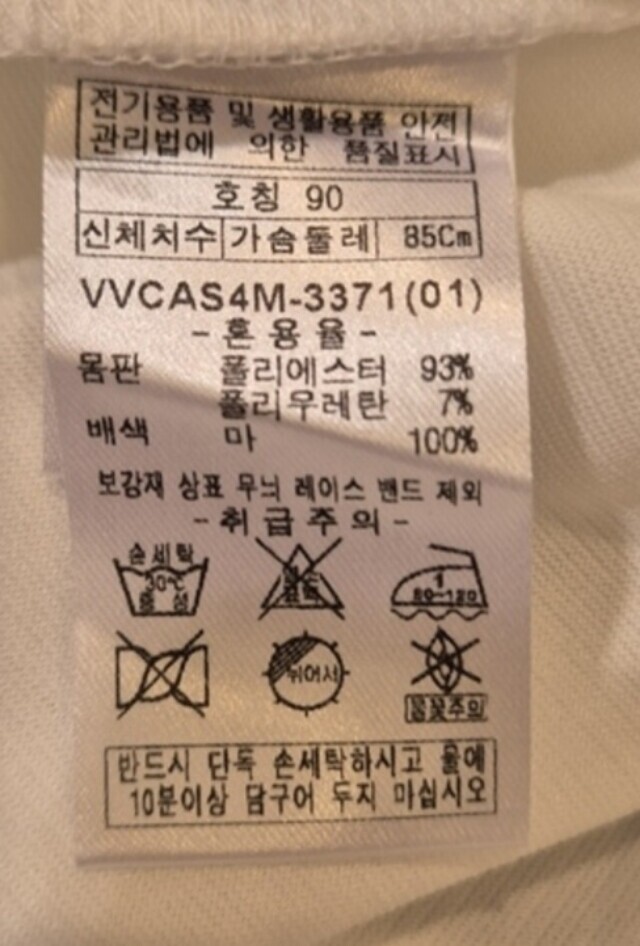 전기용품 및 생활용품 안전
관리법에 의한 품질표시
호칭 90
신체치수 가슴둘레 85Cm
VVCAS4M-3371(01)
-혼용율-
몸판 폴리에스터 93%
폴리우레탄 7%
배색 마 100%
보강재 상표 무늬 레이스 밴드 제외
-취급주의-
손세탁
30℃
중성
1
80~120
뉘어서
불꽃주의
반드시 단독 손세탁하시고 물에
10분이상 담구어 두지 마십시오